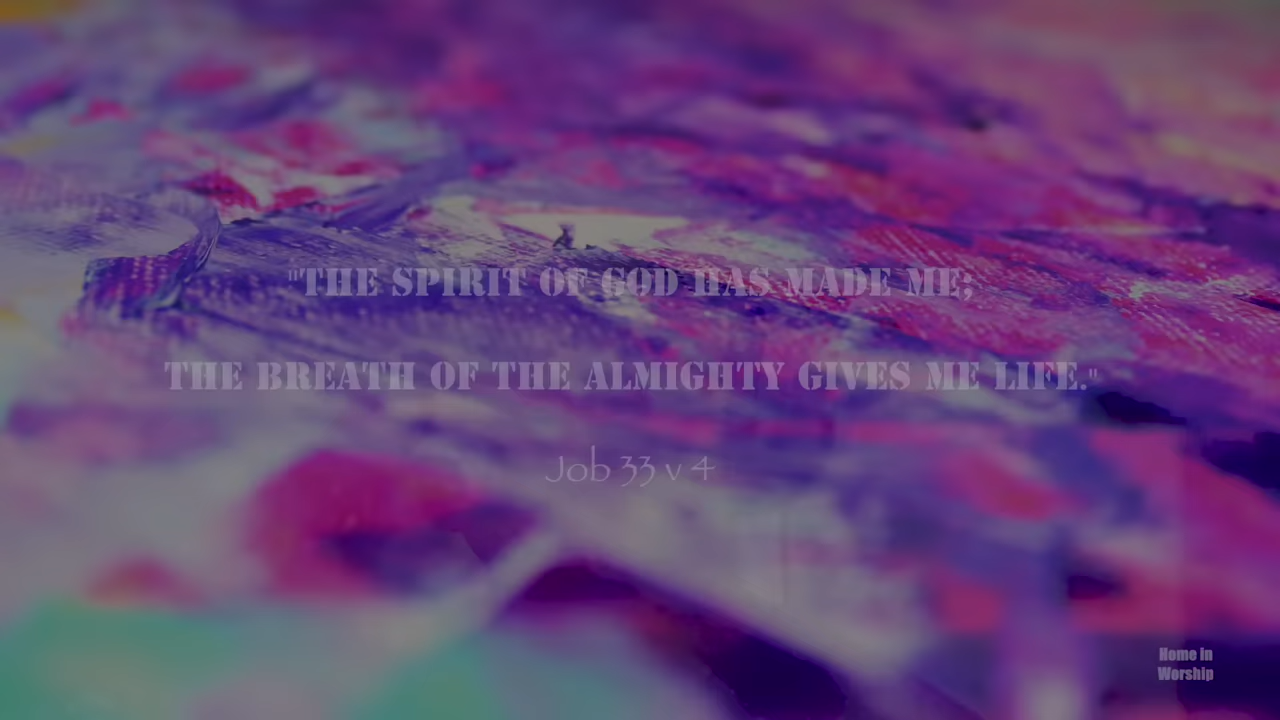 "THE SPIRIT OF GOD HAS MADE ME;
THE BREATH OF THE ALMIGHTY GIVES ME LIFE."
Job 33 v 4
Home in
Worship